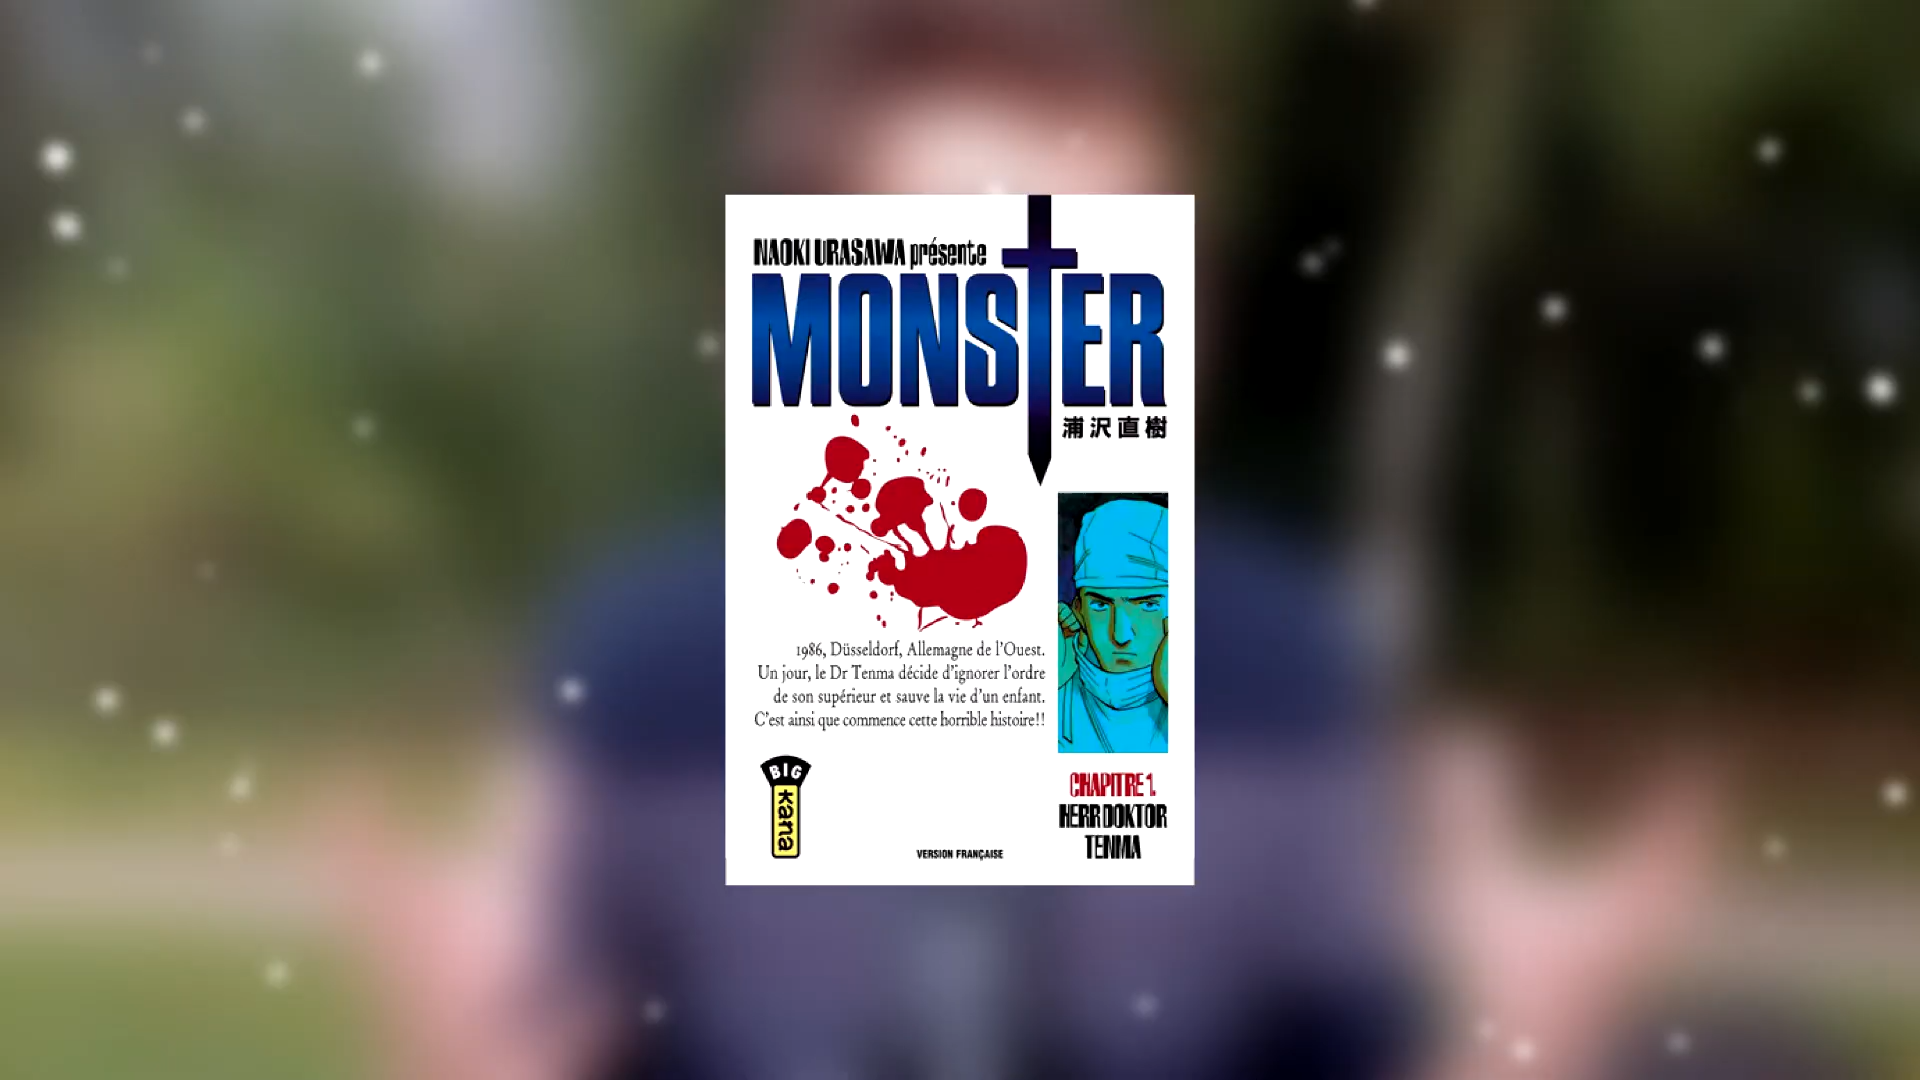 NAOKI URASAWA présente
MONSTER
浦沢直樹
1986, Düsseldorf, Allemagne de l'Ouest.
Un jour, le Dr Tenma décide d'ignorer l'ordre
de son supérieur et sauve la vie d'un enfant.
C'est ainsi que commence cette horrible histoire!!
CHAPITRE 1.
HERR DOKTOR
TENMA
BIG
kana
VERSION FRANÇAISE